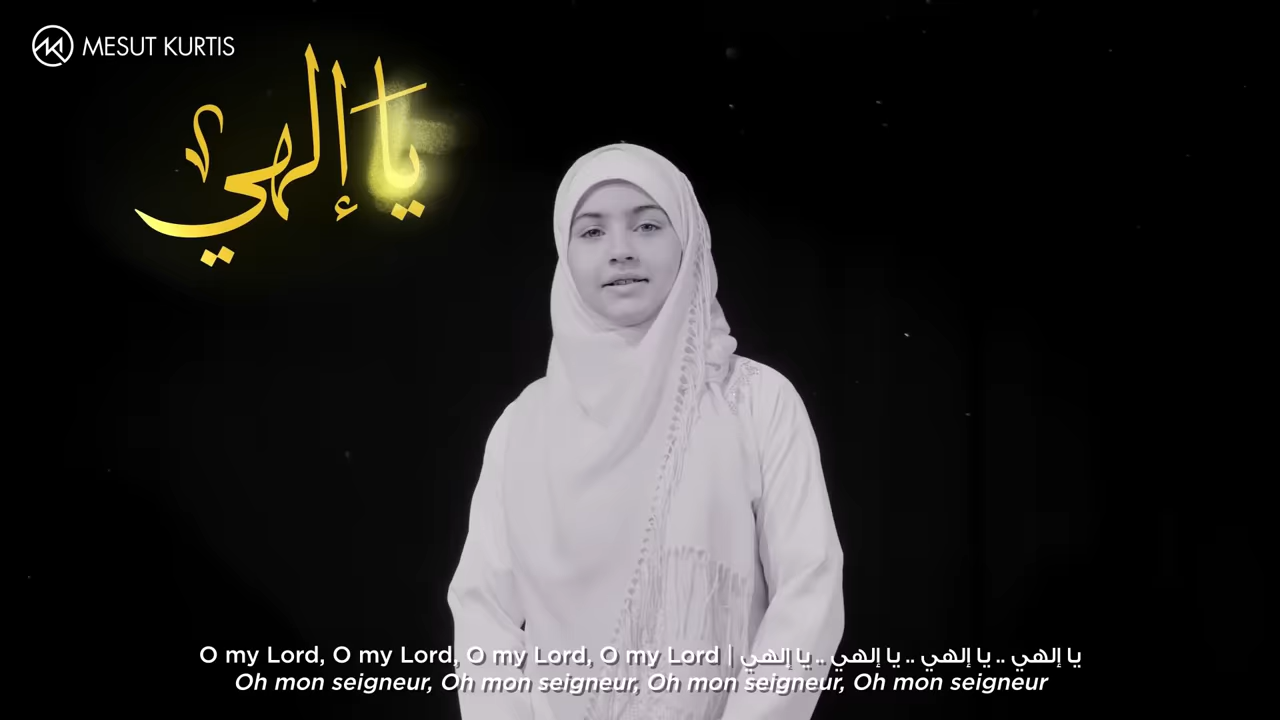 MESUT KURTIS
يا إلهي
O my Lord, O my Lord, O my Lord, O my Lord | يا إلهي .. يا إلهي .. يا إلهي .. يا إلهي
Oh mon seigneur, Oh mon seigneur, Oh mon seigneur, Oh mon seigneur